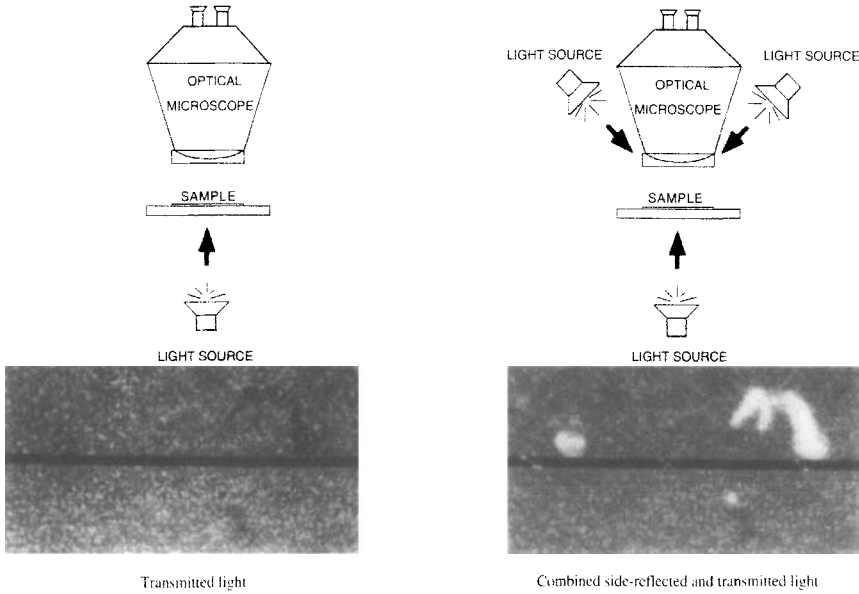 OPTICAL
MICROSCOPE
SAMPLE
LIGHT SOURCE
Transmitted light
LIGHT SOURCE
LIGHT SOURCE
OPTICAL
MICROSCOPE
SAMPLE
LIGHT SOURCE
Combined side-reflected and transmitted light